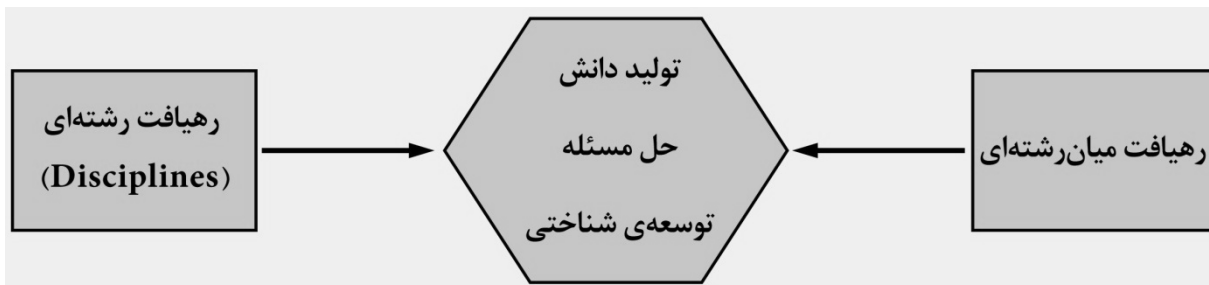 رهیافت میان‌رشته‌ای
تولید دانش
حل مسئله
توسعه‌ی شناختی
رهیافت رشته‌ای
(Disciplines)